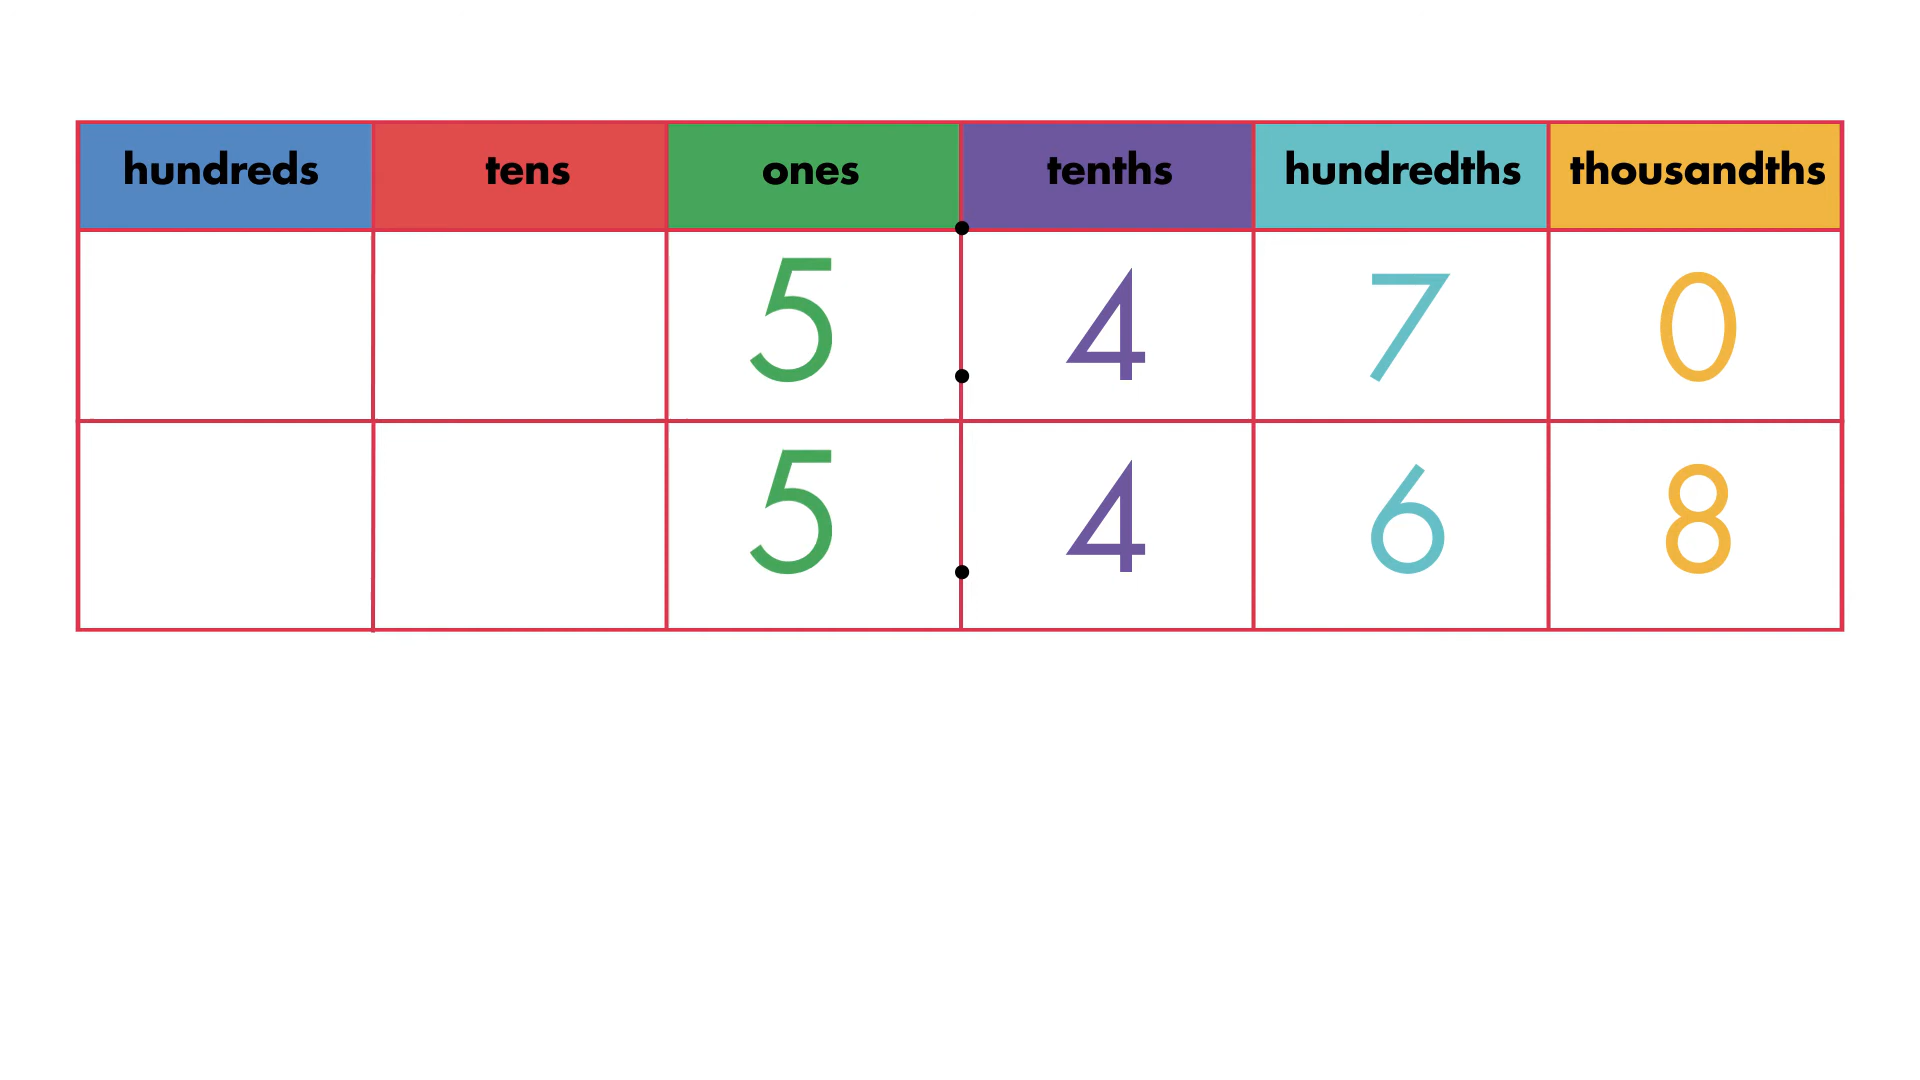 hundreds tens ones tenths hundredths thousandths
5 . 4 7 0
5 . 4 6 8